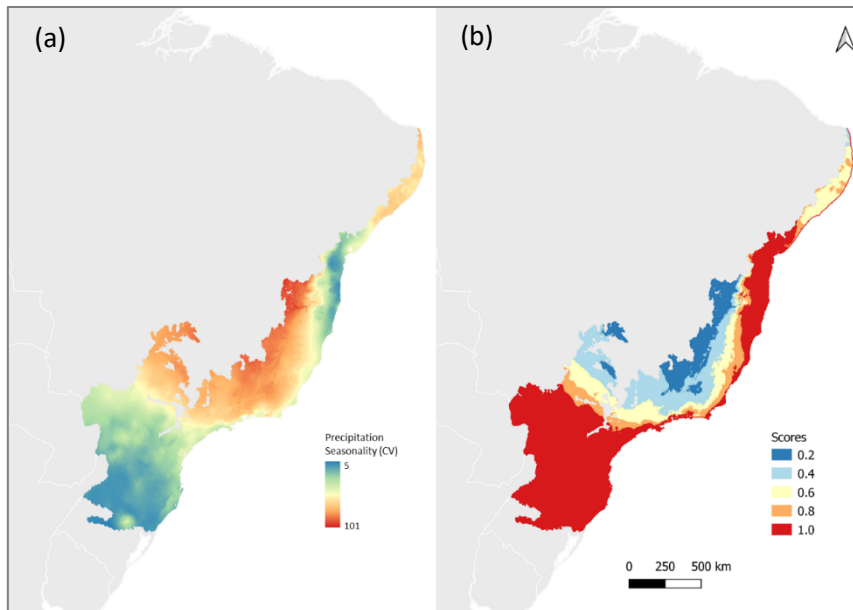 (a)
Precipitation
Seasonality (CV)
5
101
(b)
Scores
0.2
0.4
0.6
0.8
1.0
0 250 500 km